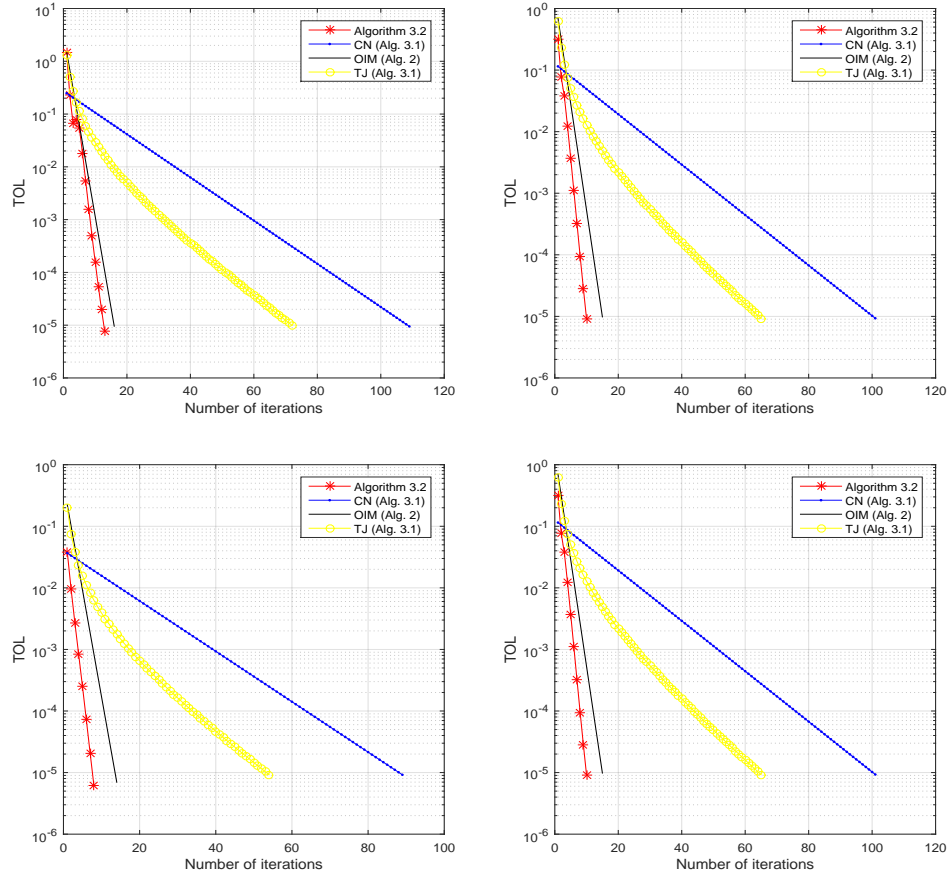 10^1
10^0
10^-1
10^-2
10^-3
10^-4
10^-5
10^-6
TOL
0 20 40 60 80 100 120
Number of iterations
Algorithm 3.2
CN (Alg. 3.1)
OIM (Alg. 2)
TJ (Alg. 3.1)
10^0
10^-1
10^-2
10^-3
10^-4
10^-5
10^-6
TOL
0 20 40 60 80 100 120
Number of iterations
Algorithm 3.2
CN (Alg. 3.1)
OIM (Alg. 2)
TJ (Alg. 3.1)
10^0
10^-1
10^-2
10^-3
10^-4
10^-5
10^-6
TOL
0 20 40 60 80 100
Number of iterations
Algorithm 3.2
CN (Alg. 3.1)
OIM (Alg. 2)
TJ (Alg. 3.1)
10^0
10^-1
10^-2
10^-3
10^-4
10^-5
10^-6
TOL
0 20 40 60 80 100 120
Number of iterations
Algorithm 3.2
CN (Alg. 3.1)
OIM (Alg. 2)
TJ (Alg. 3.1)